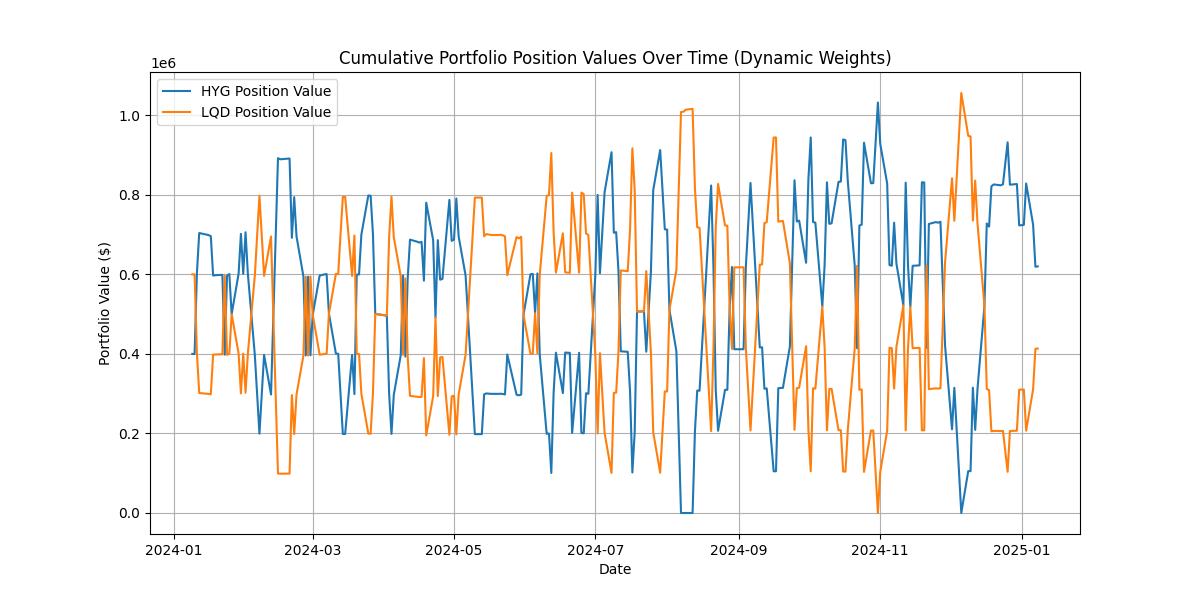 Cumulative Portfolio Position Values Over Time (Dynamic Weights)
1e6
HYG Position Value
LQD Position Value
1.0
0.8
0.6
0.4
0.2
0.0
Portfolio Value ($)
2024-01 2024-03 2024-05 2024-07 2024-09 2024-11 2025-01
Date